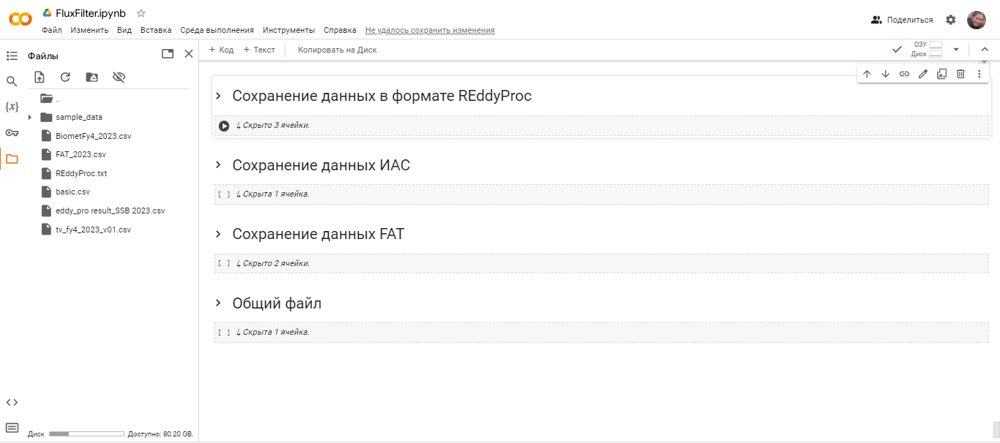 FluxFilter.ipynb
Файл Изменить Вид Вставка Среда выполнения Инструменты Справка Не удалось сохранить изменения
Поделиться
Файлы
..
sample_data
BiometFy4_2023.csv
FAT_2023.csv
REddyProc.txt
basic.csv
eddy_pro result_SSB 2023.csv
tv_fy4_2023_v01.csv
Диск Доступно: 80.20 GB.
+ Код + Текст Копировать на Диск
ОЗУ
Диск
Сохранение данных в формате REddyProc
↳ Скрыто 3 ячейки.
Сохранение данных ИАС
[ ] ↳ Скрыта 1 ячейка.
Сохранение данных FAT
[ ] ↳ Скрыто 2 ячейки.
Общий файл
[ ] ↳ Скрыта 1 ячейка.